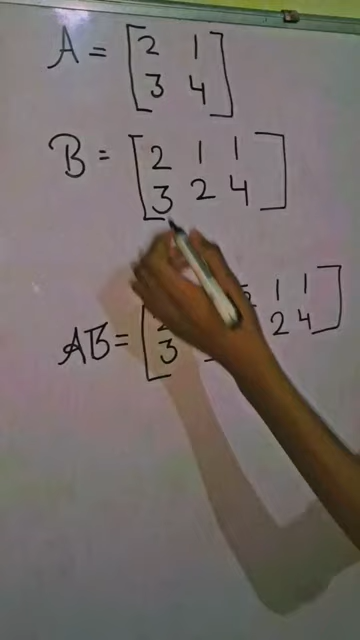 A = [2 1
3 4]
B = [2 1 1
3 2 4]
1 1]
AB = [3 2 4